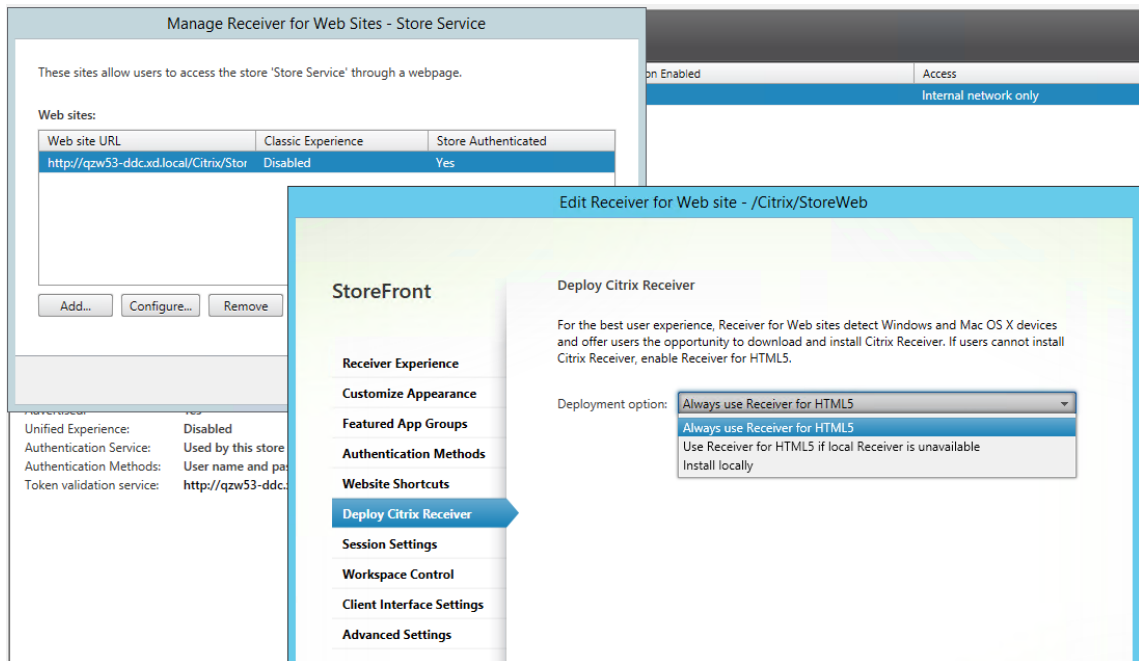 Manage Receiver for Web Sites - Store Service
These sites allow users to access the store 'Store Service' through a webpage.
Web sites:
Web site URL Classic Experience Store Authenticated
http://qzw53-ddc.xd.local/Citrix/Stor Disabled Yes
Add... Configure... Remove
on Enabled Access
Internal network only
Advertised: Yes
Unified Experience: Disabled
Authentication Service: Used by this store
Authentication Methods: User name and pas
Token validation service: http://qzw53-ddc.
Edit Receiver for Web site - /Citrix/StoreWeb
StoreFront
Receiver Experience
Customize Appearance
Featured App Groups
Authentication Methods
Website Shortcuts
Deploy Citrix Receiver
Session Settings
Workspace Control
Client Interface Settings
Advanced Settings
Deploy Citrix Receiver
For the best user experience, Receiver for Web sites detect Windows and Mac OS X devices
and offer users the opportunity to download and install Citrix Receiver. If users cannot install
Citrix Receiver, enable Receiver for HTML5.
Deployment option: Always use Receiver for HTML5
Always use Receiver for HTML5
Use Receiver for HTML5 if local Receiver is unavailable
Install locally